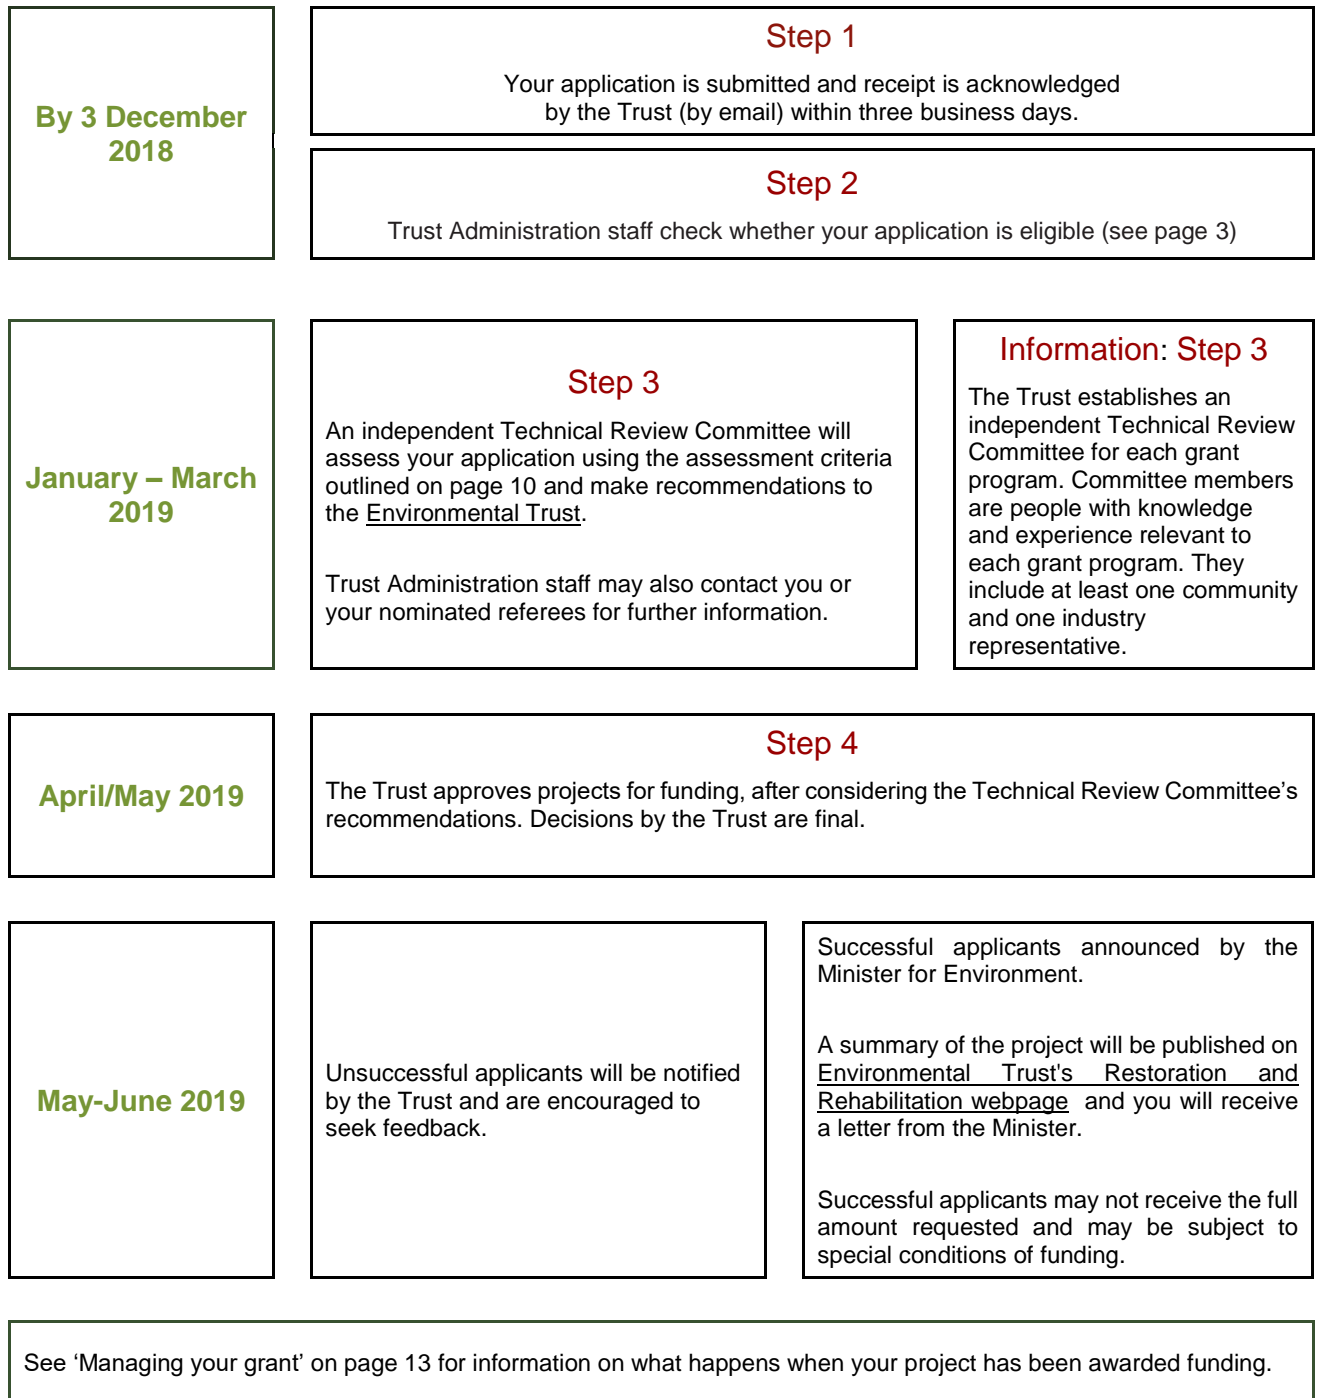 By 3 December
2018
Step 1
Your application is submitted and receipt is acknowledged
by the Trust (by email) within three business days.
Step 2
Trust Administration staff check whether your application is eligible (see page 3)
January – March
2019
Step 3
An independent Technical Review Committee will
assess your application using the assessment criteria
outlined on page 10 and make recommendations to
the Environmental Trust.
Trust Administration staff may also contact you or
your nominated referees for further information.
Information: Step 3
The Trust establishes an
independent Technical Review
Committee for each grant
program. Committee members
are people with knowledge
and experience relevant to
each grant program. They
include at least one community
and one industry
representative.
April/May 2019
Step 4
The Trust approves projects for funding, after considering the Technical Review Committee’s
recommendations. Decisions by the Trust are final.
May-June 2019
Unsuccessful applicants will be notified
by the Trust and are encouraged to
seek feedback.
Successful applicants announced by the
Minister for Environment.
A summary of the project will be published on
Environmental Trust's Restoration and
Rehabilitation webpage and you will receive
a letter from the Minister.
Successful applicants may not receive the full
amount requested and may be subject to
special conditions of funding.
See ‘Managing your grant’ on page 13 for information on what happens when your project has been awarded funding.